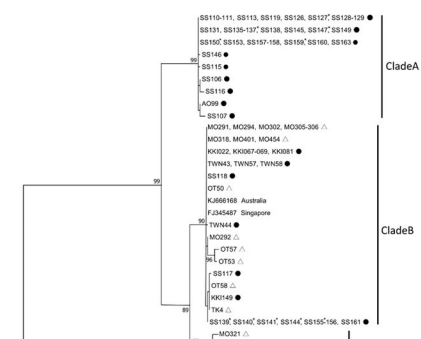 SS110-111, SS113, SS119, SS126, SS127*, SS128-129 ●
SS131, SS135-137*, SS138, SS145, SS147*, SS149 ●
SS150*, SS153, SS157-158, SS159*, SS160, SS163 ●
99
SS146 ●
CladeA
SS115 ●
SS106 ●
SS116 ●
AO99 ●
SS107 ●
MO291, MO294, MO302, MO305-306 △
MO318, MO401, MO454 △
KKI022, KKI067-069, KKI081 ●
TWN43, TWN57, TWN58 ●
SS118 ●
99
OT50 △
KJ666168 Australia
FJ345487 Singapore
90
TWN44 ●
CladeB
MO292 △
OT57 △
96
OT53 △
SS117 ●
OT58 △
KKI149 ●
89
TK4 △
SS139*, SS140*, SS141*, SS144*, SS155*-156, SS161 ●
MO321 △